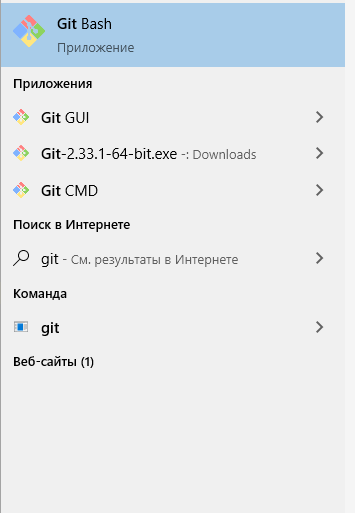 Git Bash
Приложение
Приложения
Git GUI
Git-2.33.1-64-bit.exe -: Downloads
Git CMD
Поиск в Интернете
git - См. результаты в Интернете
Команда
git
Веб-сайты (1)